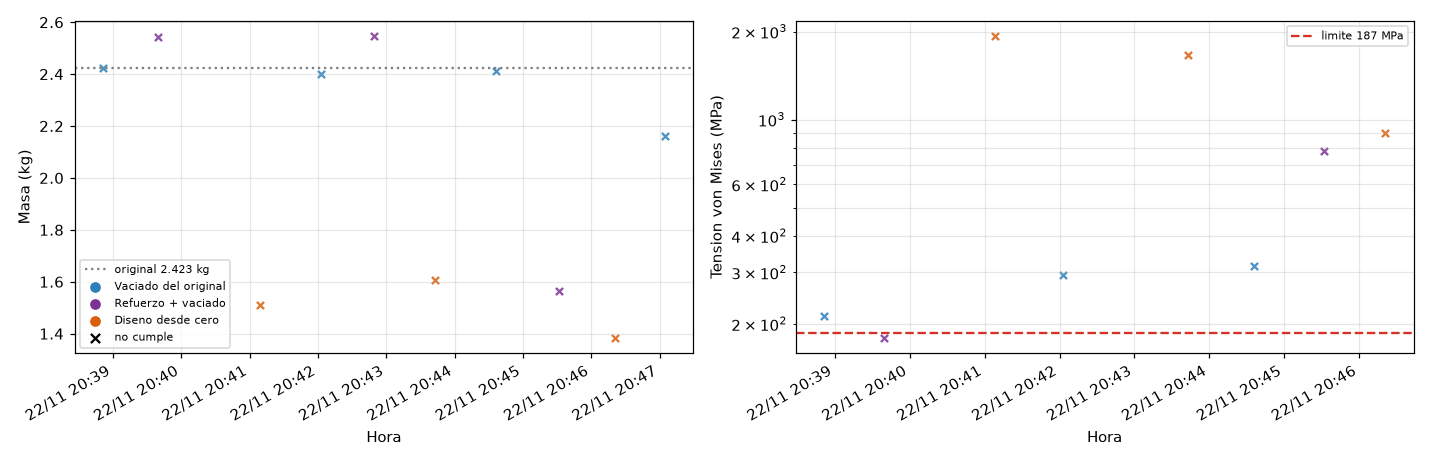 2.6
2.4
2.2
2.0
1.8
1.6
1.4
Masa (kg)
original 2.423 kg
Vaciado del original
Refuerzo + vaciado
Diseno desde cero
no cumple
22/11 20:39
22/11 20:40
22/11 20:41
22/11 20:42
22/11 20:43
22/11 20:44
22/11 20:45
22/11 20:46
22/11 20:47
Hora
2 × 10³
10³
6 × 10²
4 × 10²
3 × 10²
2 × 10²
Tension von Mises (MPa)
limite 187 MPa
22/11 20:39
22/11 20:40
22/11 20:41
22/11 20:42
22/11 20:43
22/11 20:44
22/11 20:45
22/11 20:46
Hora